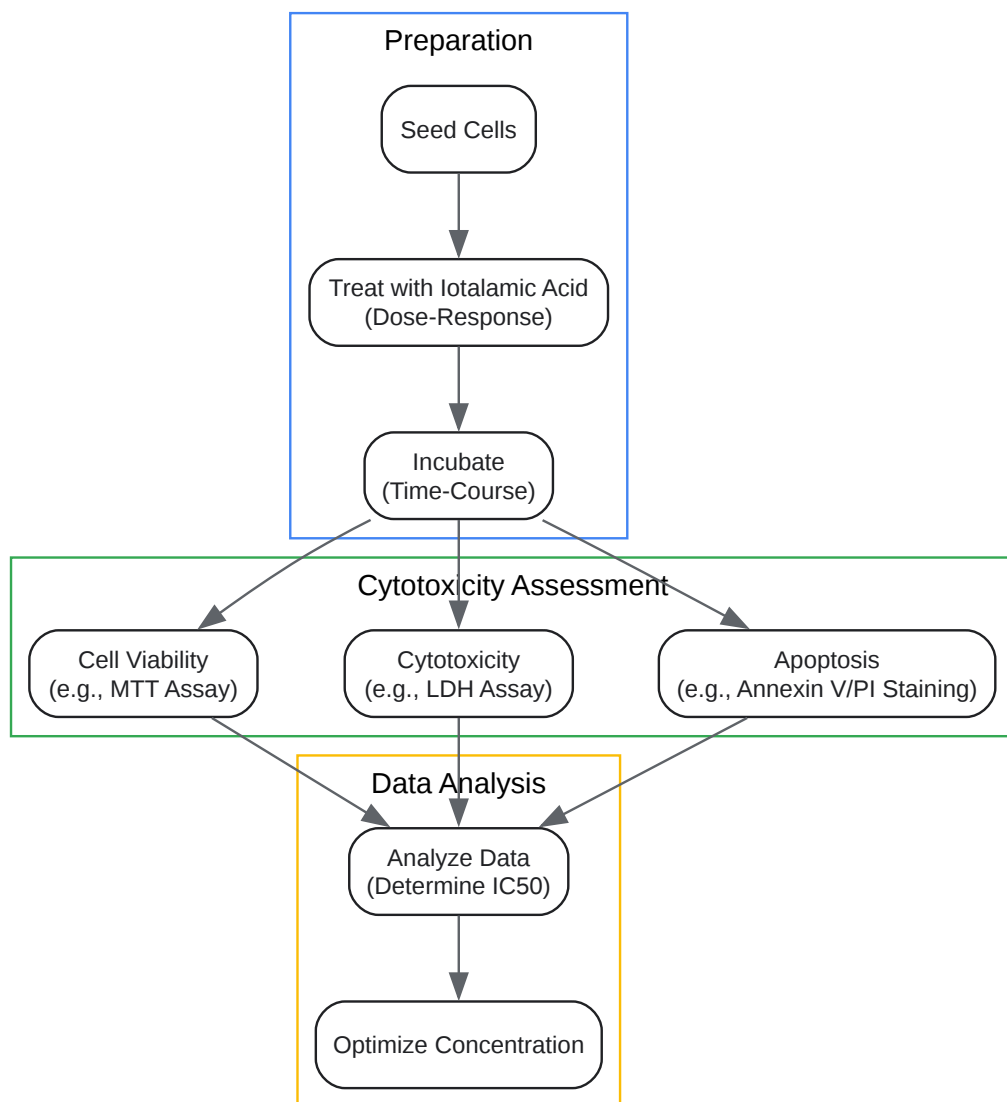 Preparation
Seed Cells
Treat with Iotalamic Acid
(Dose-Response)
Incubate
(Time-Course)
Cytotoxicity Assessment
Cell Viability
(e.g., MTT Assay)
Cytotoxicity
(e.g., LDH Assay)
Apoptosis
(e.g., Annexin V/PI Staining)
Data Analysis
Analyze Data
(Determine IC50)
Optimize Concentration